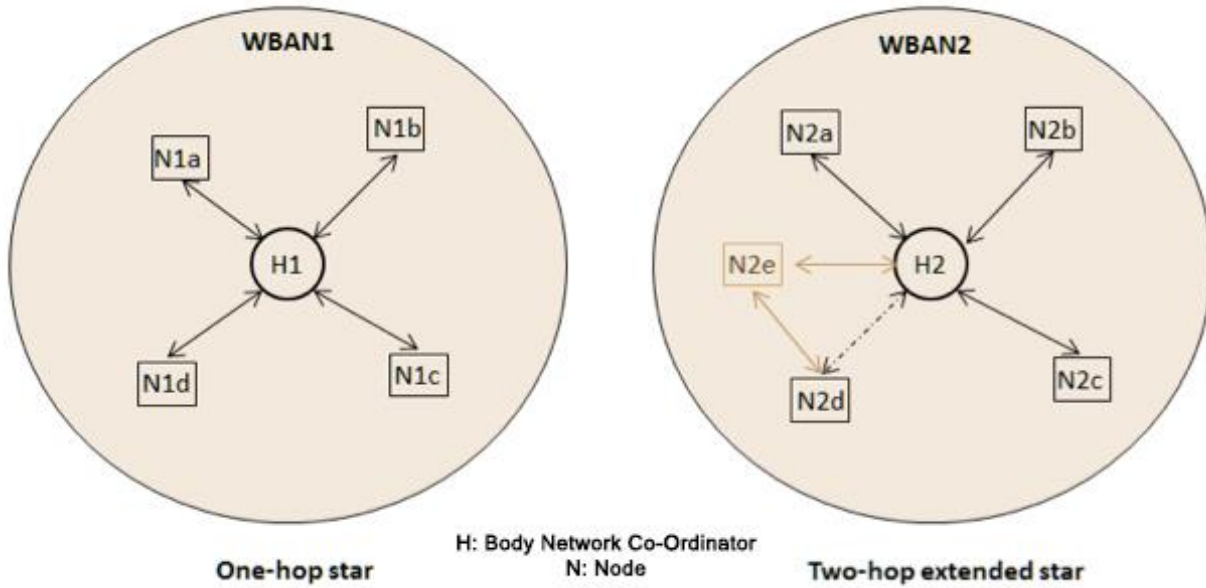 WBAN1
N1a
N1b
H1
N1d
N1c
One-hop star
WBAN2
N2a
N2b
N2e
H2
N2d
N2c
Two-hop extended star
H: Body Network Co-Ordinator
N: Node